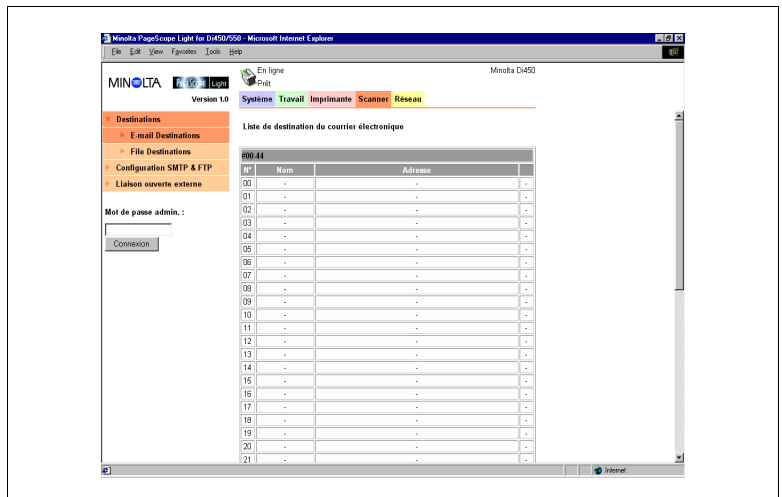 Minolta PageScope Light for Di450/550 - Microsoft Internet Explorer
File Edit View Favorites Tools Help
MINOLTA PAGESCOPE Light
Version 1.0
En ligne
Prêt
Minolta Di450
Système Travail Imprimante Scanner Réseau
Destinations
E-mail Destinations
File Destinations
Configuration SMTP & FTP
Liaison ouverte externe
Mot de passe admin. :
Connexion
Liste de destination du courrier électronique
#00-44
N° Nom Adresse
00 - - -
01 - - -
02 - - -
03 - - -
04 - - -
05 - - -
06 - - -
07 - - -
08 - - -
09 - - -
10 - - -
11 - - -
12 - - -
13 - - -
14 - - -
15 - - -
16 - - -
17 - - -
18 - - -
19 - - -
20 - - -
21 - - -
Internet